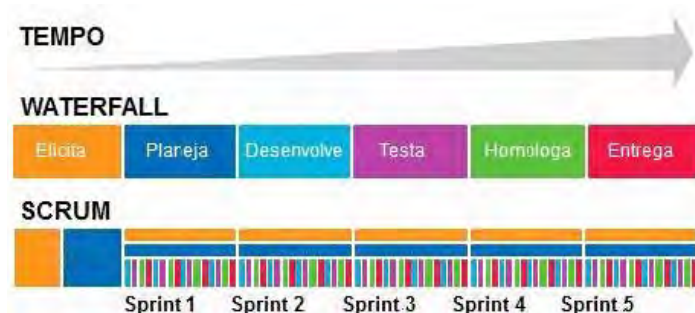 TEMPO
WATERFALL
Elicita Planeja Desenvolve Testa Homologa Entrega
SCRUM
Sprint 1 Sprint 2 Sprint 3 Sprint 4 Sprint 5